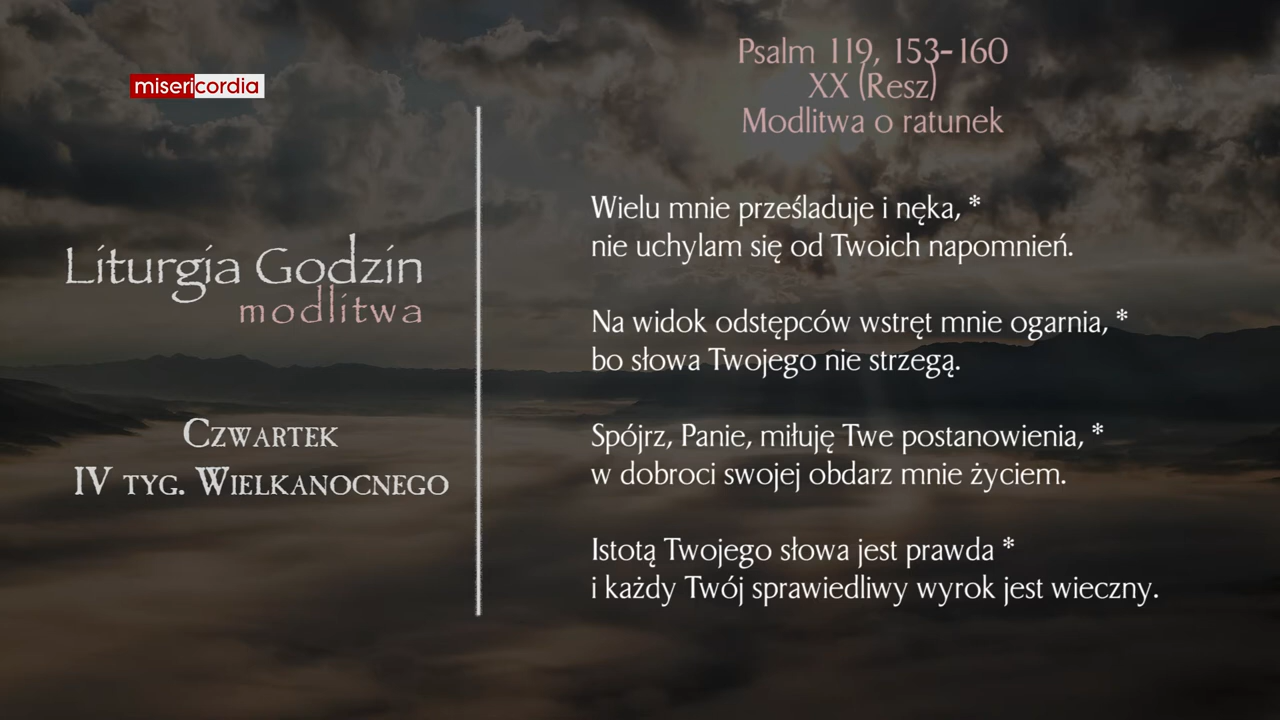 misericordia
Liturgia Godzin
modlitwa
Czwartek
IV tyg. Wielkanocnego
Psalm 119, 153-160
XX (Resz)
Modlitwa o ratunek
Wielu mnie prześladuje i nęka, *
nie uchylam się od Twoich napomnień.
Na widok odstępców wstręt mnie ogarnia, *
bo słowa Twojego nie strzegą.
Spójrz, Panie, miłuję Twe postanowienia, *
w dobroci swojej obdarz mnie życiem.
Istotą Twojego słowa jest prawda *
i każdy Twój sprawiedliwy wyrok jest wieczny.